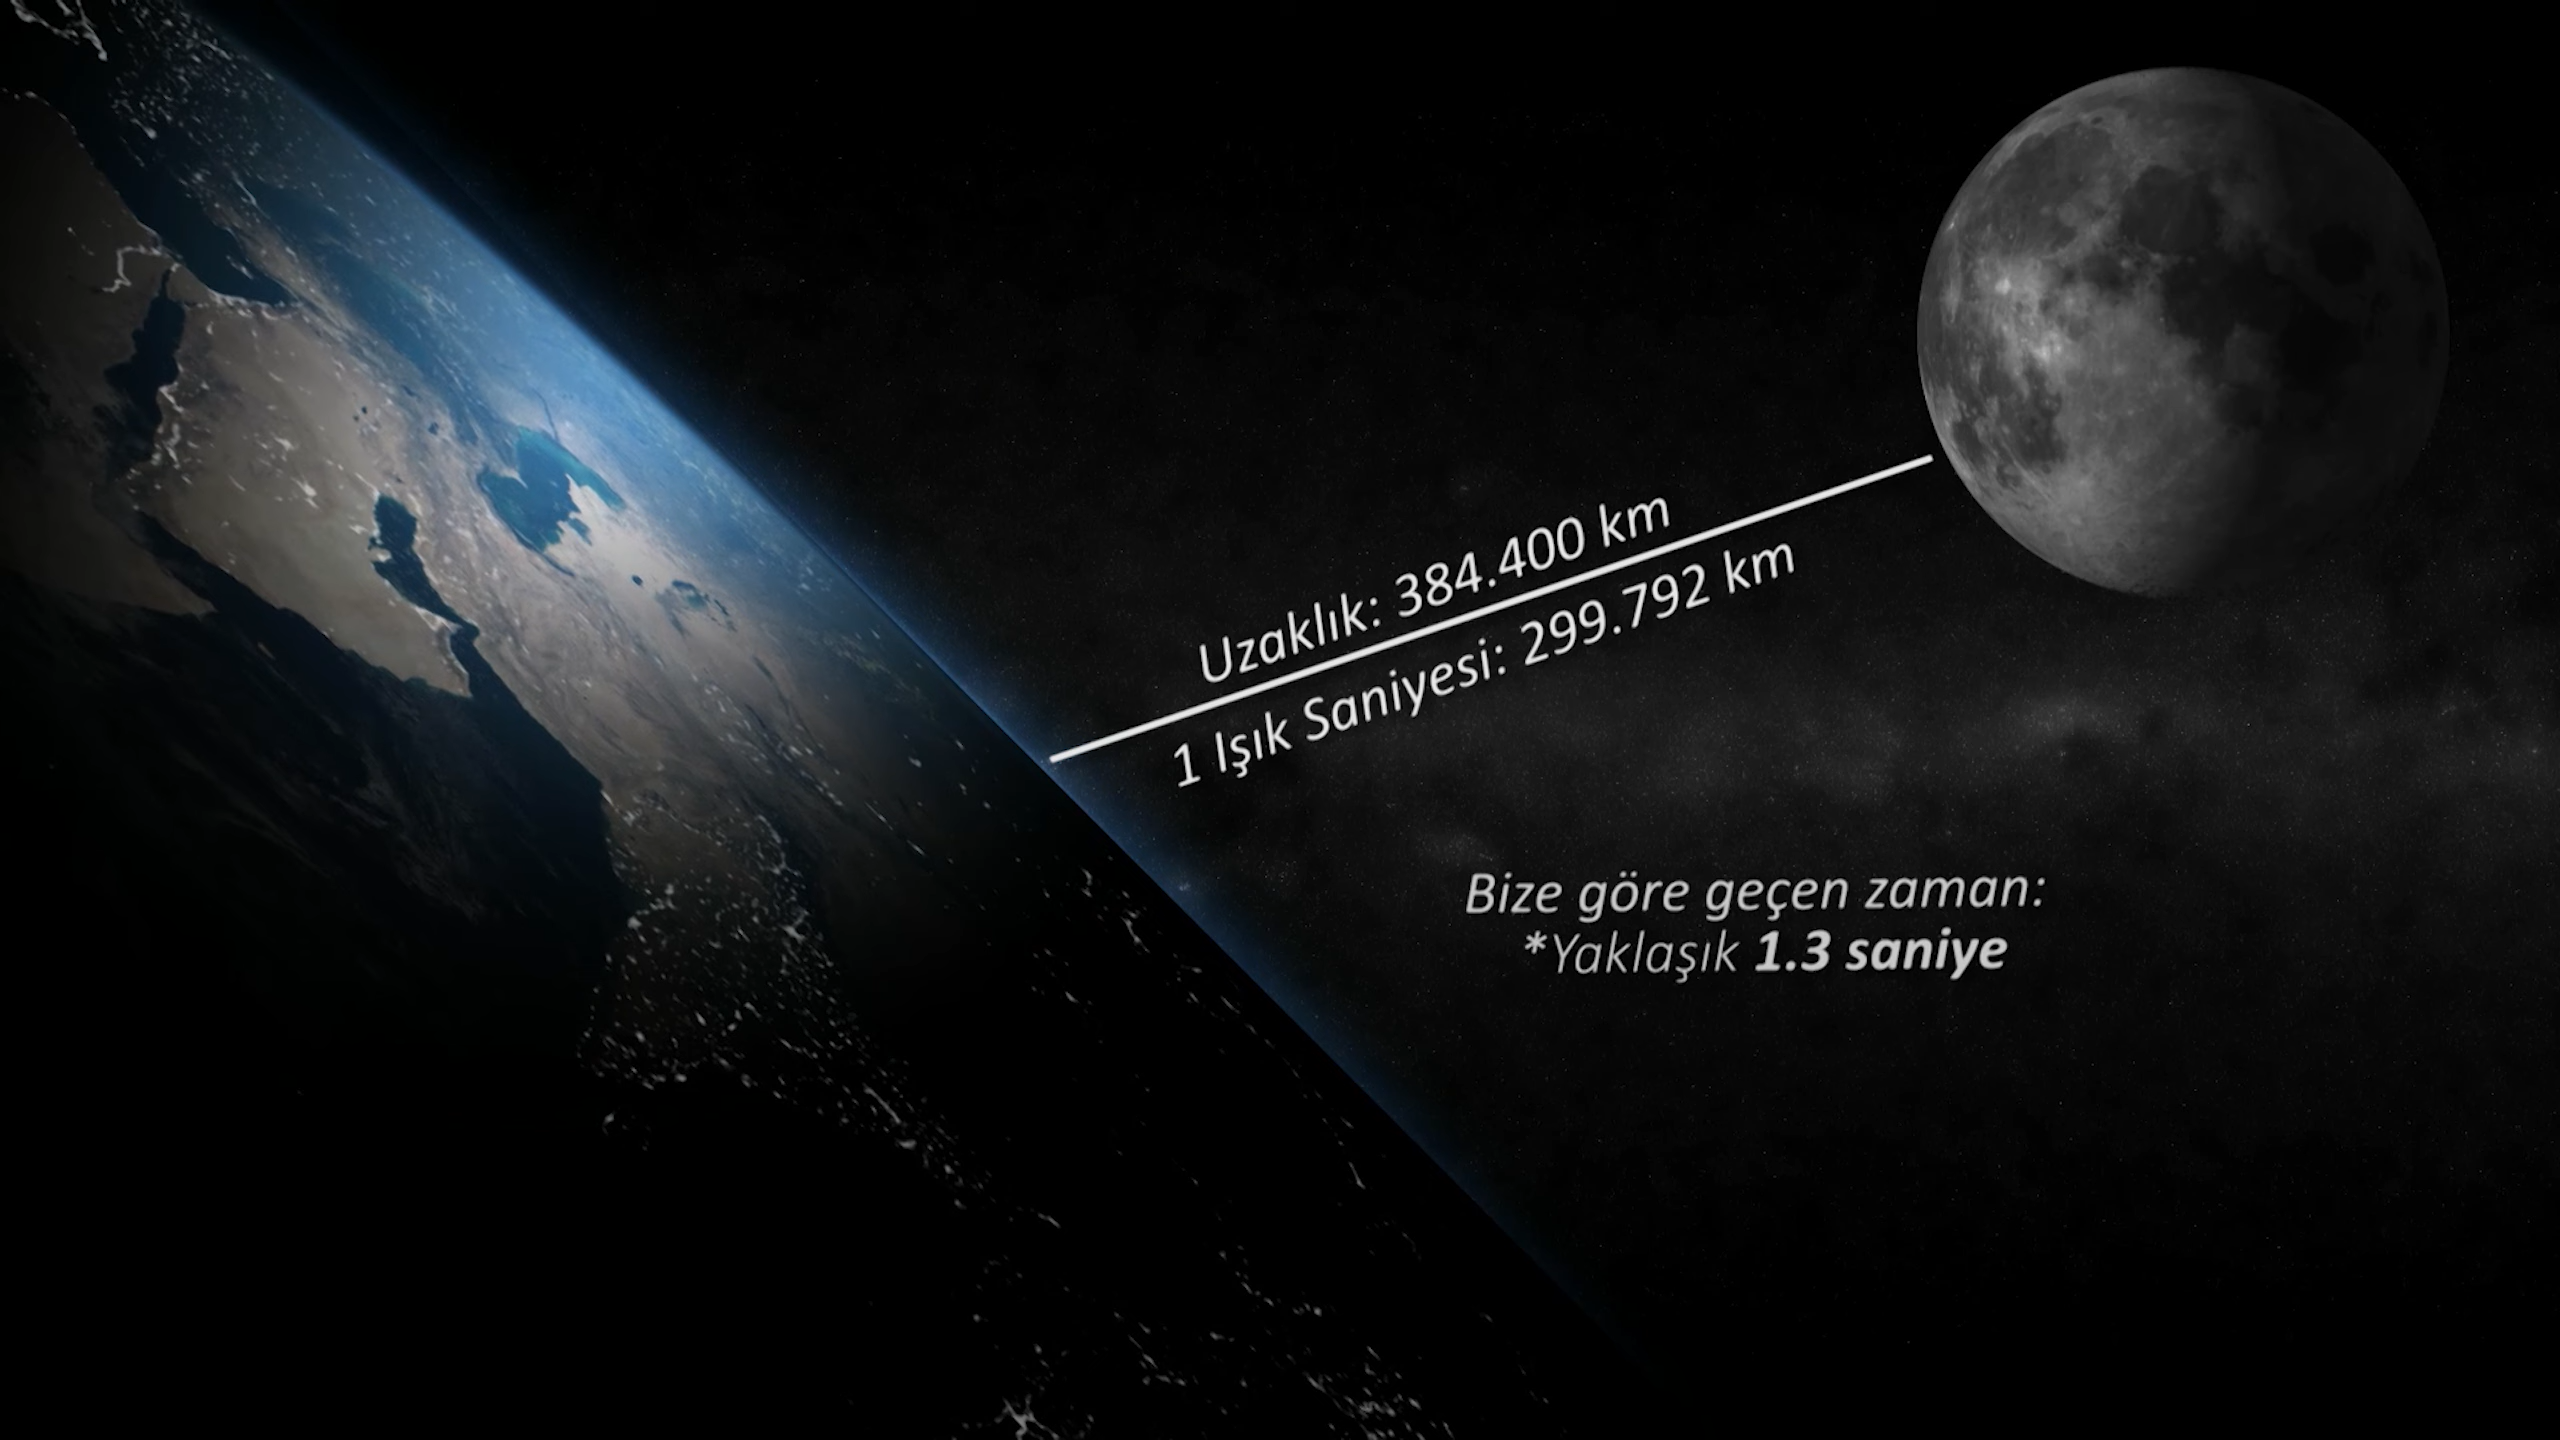 Uzaklık: 384.400 km
1 Işık Saniyesi: 299.792 km
Bize göre geçen zaman:
*Yaklaşık 1.3 saniye